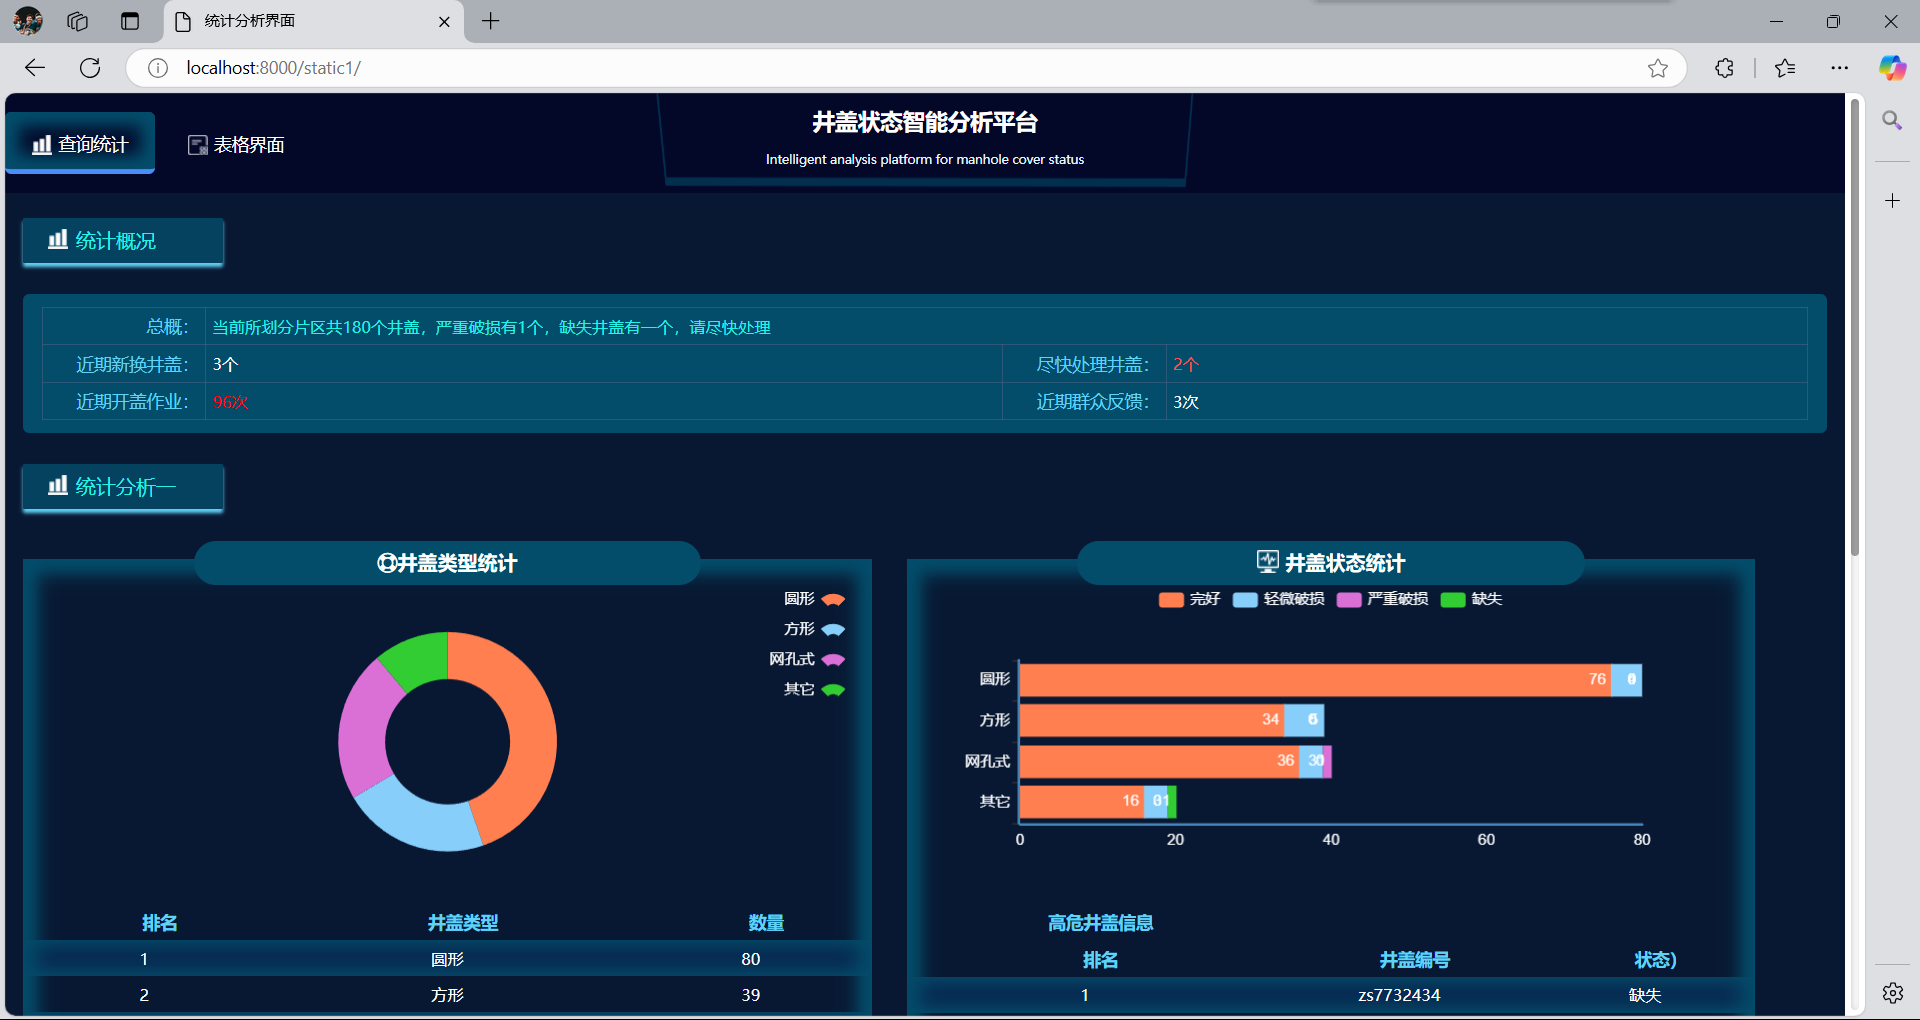 统计分析界面
localhost:8000/static1/
查询统计
表格界面
井盖状态智能分析平台
Intelligent analysis platform for manhole cover status
统计概况
总概: 当前所划分片区共180个井盖，严重破损有1个，缺失井盖有一个，请尽快处理
近期新换井盖: 3个 尽快处理井盖: 2个
近期开盖作业: 96次 近期群众反馈: 3次
统计分析一
井盖类型统计
圆形
方形
网孔式
其它
排名 井盖类型 数量
1 圆形 80
2 方形 39
井盖状态统计
完好 轻微破损 严重破损 缺失
圆形 76
方形 34
网孔式 36
其它 16
0 20 40 60 80
高危井盖信息
排名 井盖编号 状态)
1 zs7732434 缺失